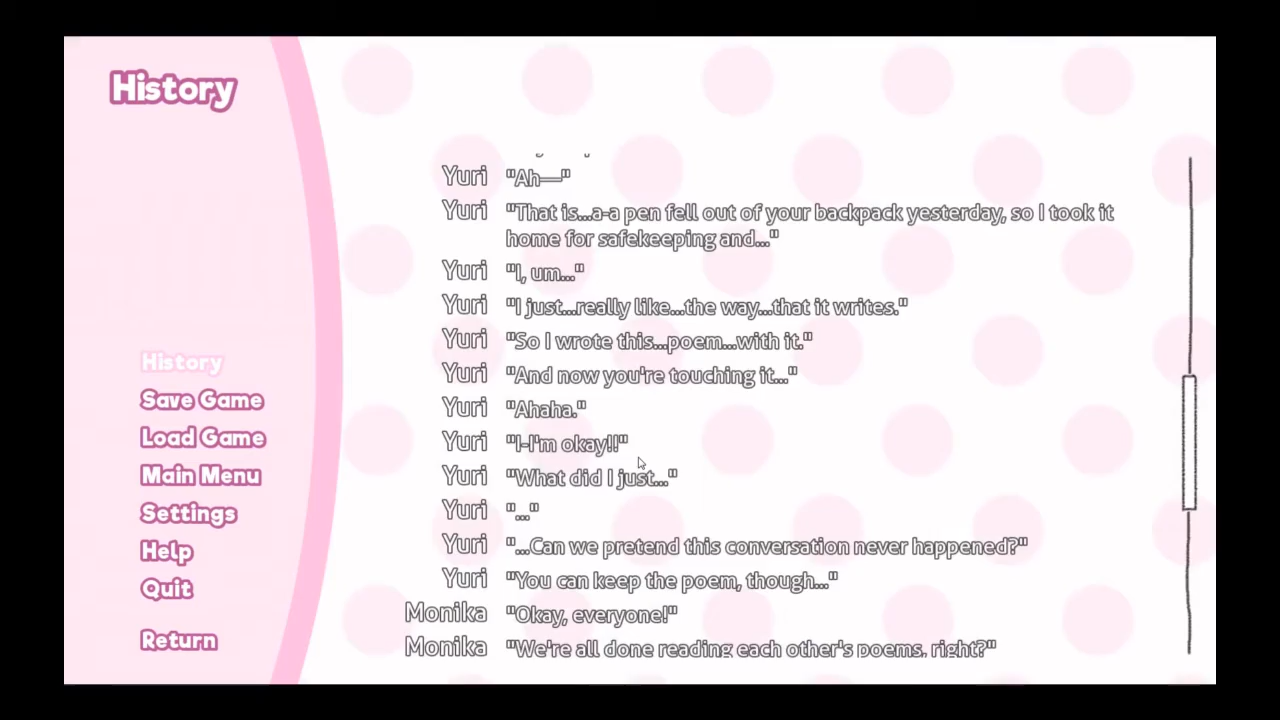 History
Yuri "Ah—"
Yuri "That is...a-a pen fell out of your backpack yesterday, so I took it
home for safekeeping and..."
Yuri "I, um..."
Yuri "I just...really like...the way...that it writes."
Yuri "So I wrote this...poem...with it."
Yuri "And now you're touching it..."
Yuri "Ahaha."
Yuri "I-I'm okay!!"
Yuri "What did I just..."
Yuri "..."
Yuri "...Can we pretend this conversation never happened?"
Yuri "You can keep the poem, though..."
Monika "Okay, everyone!"
Monika "We're all done reading each other's poems, right?"
History
Save Game
Load Game
Main Menu
Settings
Help
Quit
Return